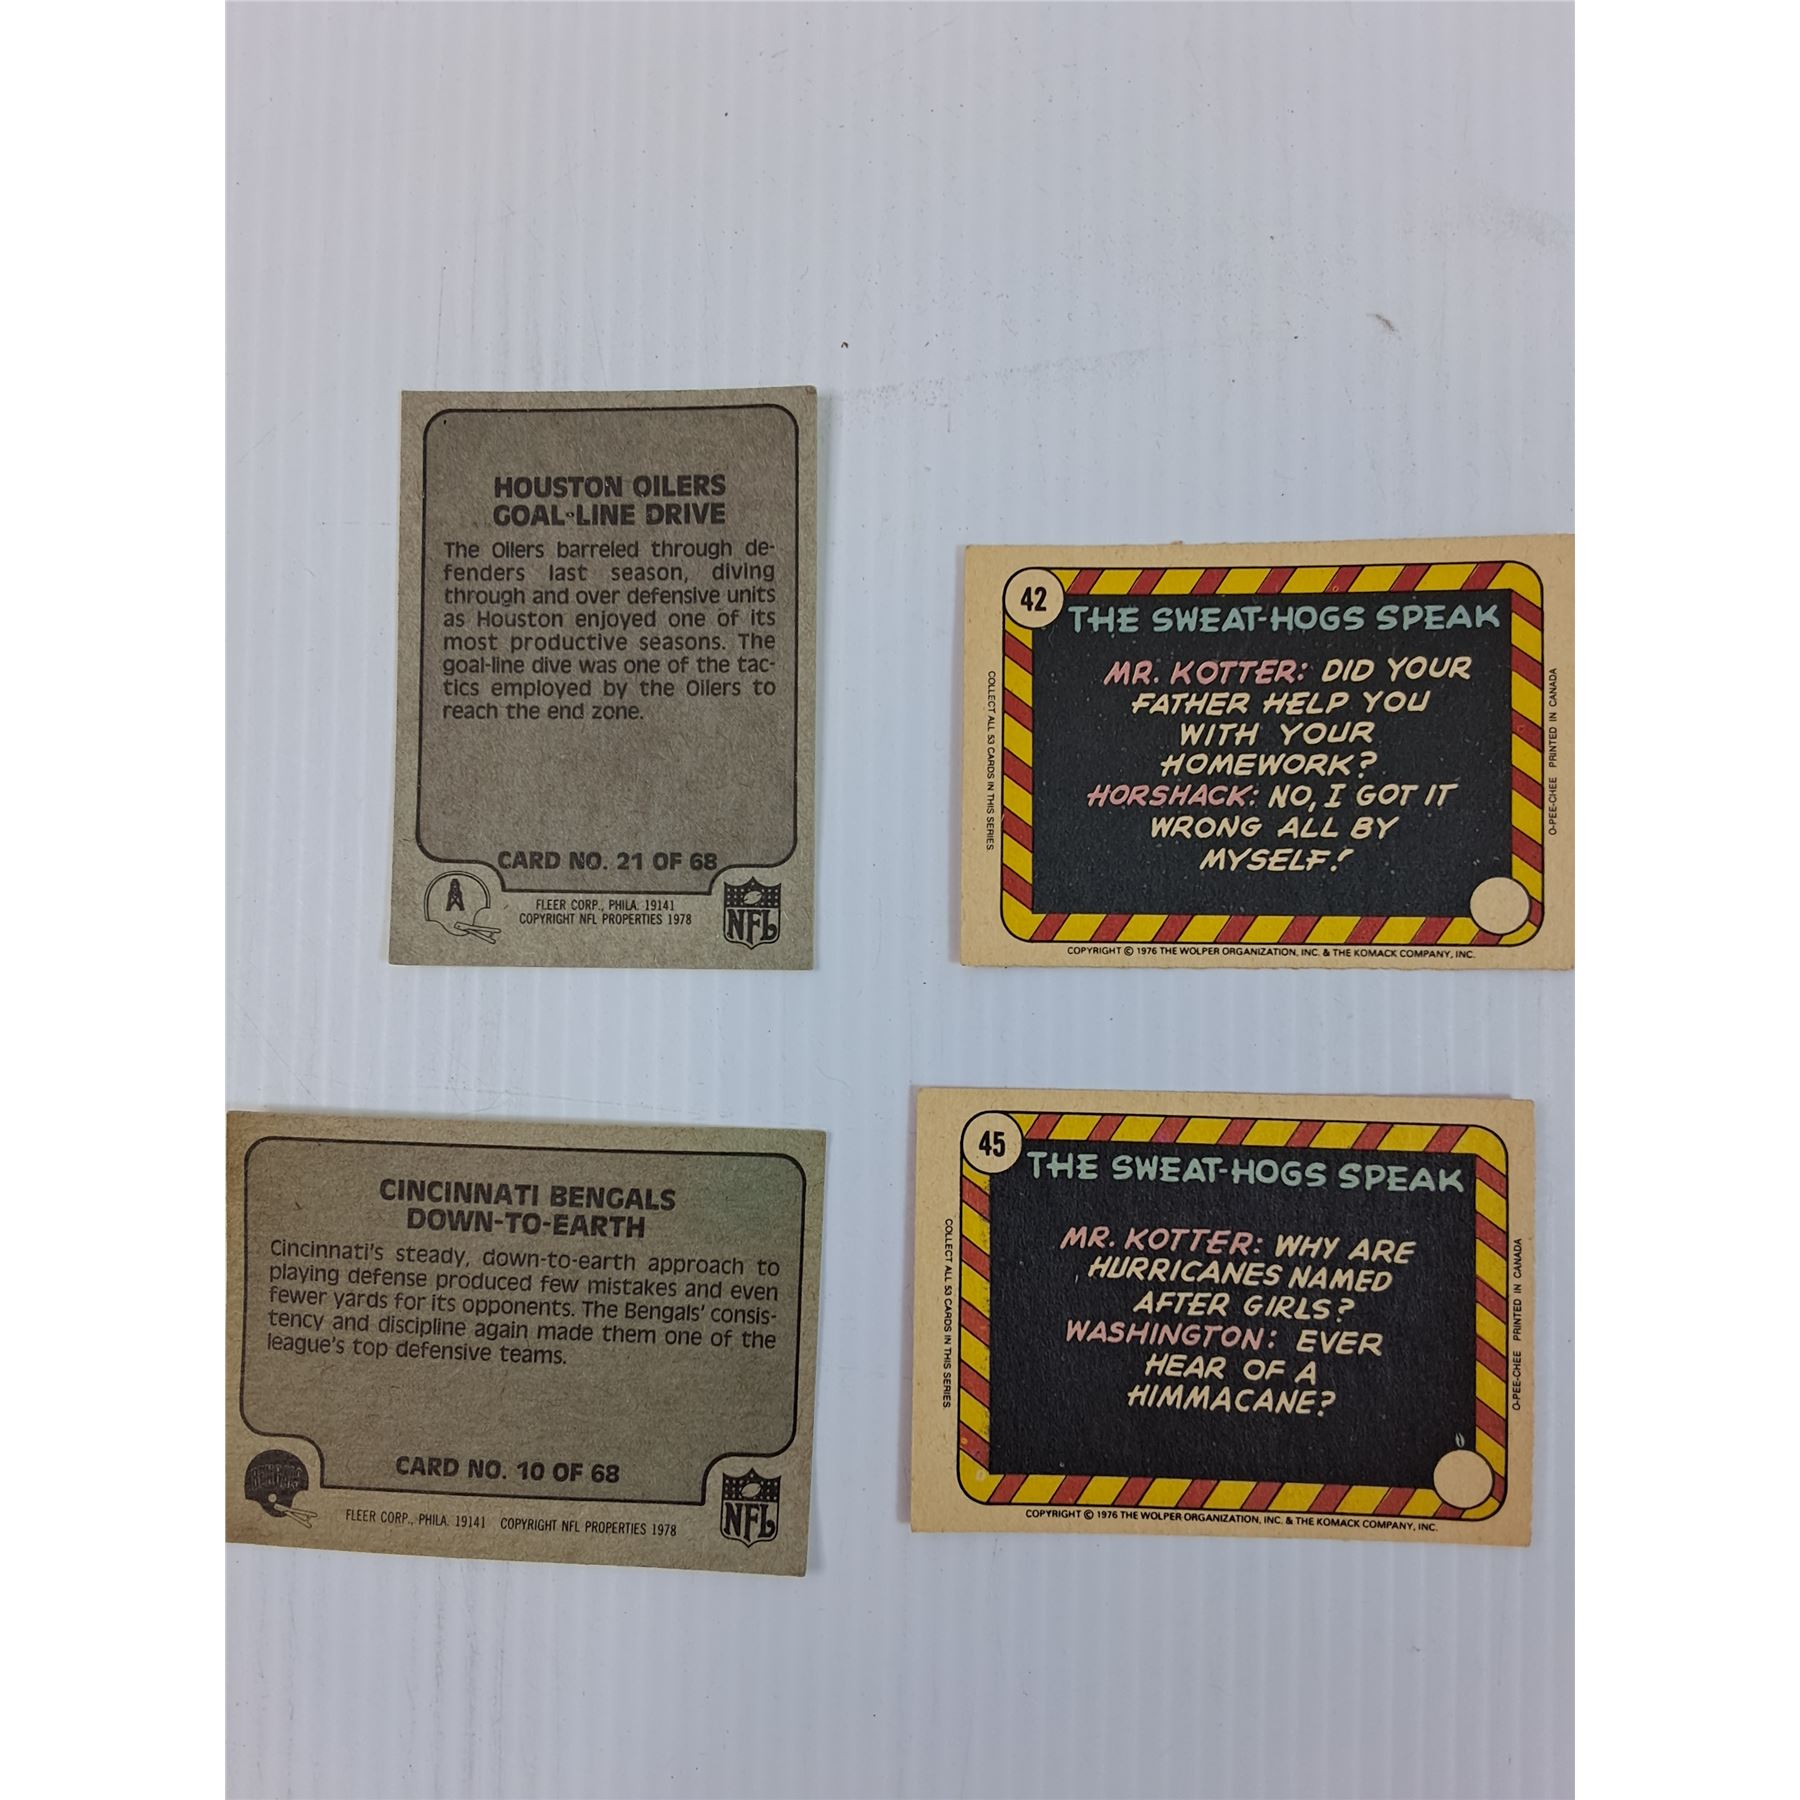 HOUSTON OILERS
GOAL-LINE DRIVE
The Oilers barreled through de-
fenders last season, diving
through and over defensive units
as Houston enjoyed one of its
most productive seasons. The
goal-line dive was one of the tac-
tics employed by the Oilers to
reach the end zone.
CARD NO. 21 OF 68
FLEER CORP., PHILA. 19141
COPYRIGHT NFL PROPERTIES 1978
NFL
42
THE SWEAT-HOGS SPEAK
MR. KOTTER: DID YOUR
FATHER HELP YOU
WITH YOUR
HOMEWORK?
HORSHACK: NO, I GOT IT
WRONG ALL BY
MYSELF!
COLLECT ALL 53 CARDS IN THIS SERIES.
O-PEE-CHEE PRINTED IN CANADA
COPYRIGHT © 1976 THE WOLPER ORGANIZATION, INC. & THE KOMACK COMPANY, INC.
CINCINNATI BENGALS
DOWN-TO-EARTH
Cincinnati's steady, down-to-earth approach to
playing defense produced few mistakes and even
fewer yards for its opponents. The Bengals' consis-
tency and discipline again made them one of the
league's top defensive teams.
CARD NO. 10 OF 68
BENGALS
FLEER CORP., PHILA. 19141 COPYRIGHT NFL PROPERTIES 1978
NFL
45
THE SWEAT-HOGS SPEAK
MR. KOTTER: WHY ARE
HURRICANES NAMED
AFTER GIRLS?
WASHINGTON: EVER
HEAR OF A
HIMMACANE?
COLLECT ALL 53 CARDS IN THIS SERIES.
O-PEE-CHEE PRINTED IN CANADA
COPYRIGHT © 1976 THE WOLPER ORGANIZATION, INC. & THE KOMACK COMPANY, INC.